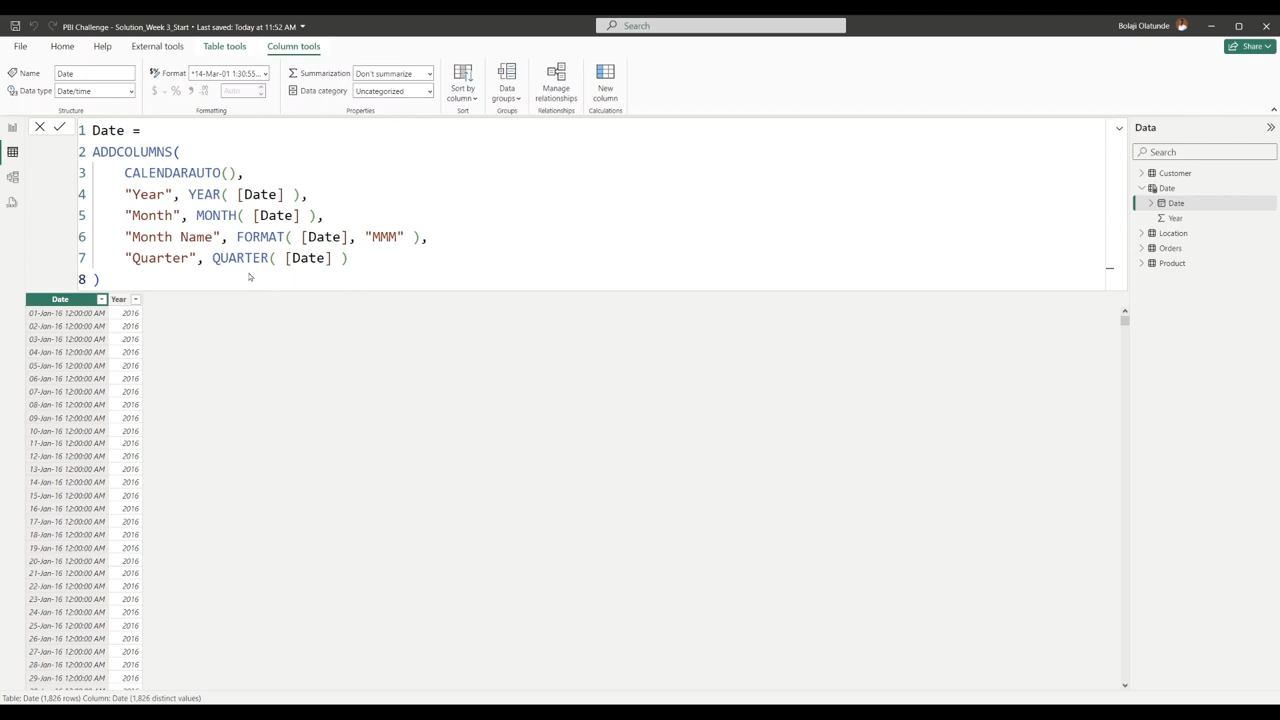 PBI Challenge - Solution_Week 3_Start • Last saved: Today at 11:52 AM
Search
Bolaji Olatunde
File Home Help External tools Table tools Column tools
Share
Name Date
Format *14-Mar-01 1:30:55...
Summarization Don't summarize
Data type Date/time
$ % 9 Auto
Data category Uncategorized
Sort by column
Data groups
Manage relationships
New column
Structure Formatting Properties Sort Groups Relationships Calculations
1 Date =
2 ADDCOLUMNS(
3 CALENDARAUTO(),
4 "Year", YEAR( [Date] ),
5 "Month", MONTH( [Date] ),
6 "Month Name", FORMAT( [Date], "MMM" ),
7 "Quarter", QUARTER( [Date] )
8 )
Date Year
01-Jan-16 12:00:00 AM 2016
02-Jan-16 12:00:00 AM 2016
03-Jan-16 12:00:00 AM 2016
04-Jan-16 12:00:00 AM 2016
05-Jan-16 12:00:00 AM 2016
06-Jan-16 12:00:00 AM 2016
07-Jan-16 12:00:00 AM 2016
08-Jan-16 12:00:00 AM 2016
09-Jan-16 12:00:00 AM 2016
10-Jan-16 12:00:00 AM 2016
11-Jan-16 12:00:00 AM 2016
12-Jan-16 12:00:00 AM 2016
13-Jan-16 12:00:00 AM 2016
14-Jan-16 12:00:00 AM 2016
15-Jan-16 12:00:00 AM 2016
16-Jan-16 12:00:00 AM 2016
17-Jan-16 12:00:00 AM 2016
18-Jan-16 12:00:00 AM 2016
19-Jan-16 12:00:00 AM 2016
20-Jan-16 12:00:00 AM 2016
21-Jan-16 12:00:00 AM 2016
22-Jan-16 12:00:00 AM 2016
23-Jan-16 12:00:00 AM 2016
24-Jan-16 12:00:00 AM 2016
25-Jan-16 12:00:00 AM 2016
26-Jan-16 12:00:00 AM 2016
27-Jan-16 12:00:00 AM 2016
28-Jan-16 12:00:00 AM 2016
29-Jan-16 12:00:00 AM 2016
Data
Search
Customer
Date
Date
Year
Location
Orders
Product
Table: Date (1,826 rows) Column: Date (1,826 distinct values)